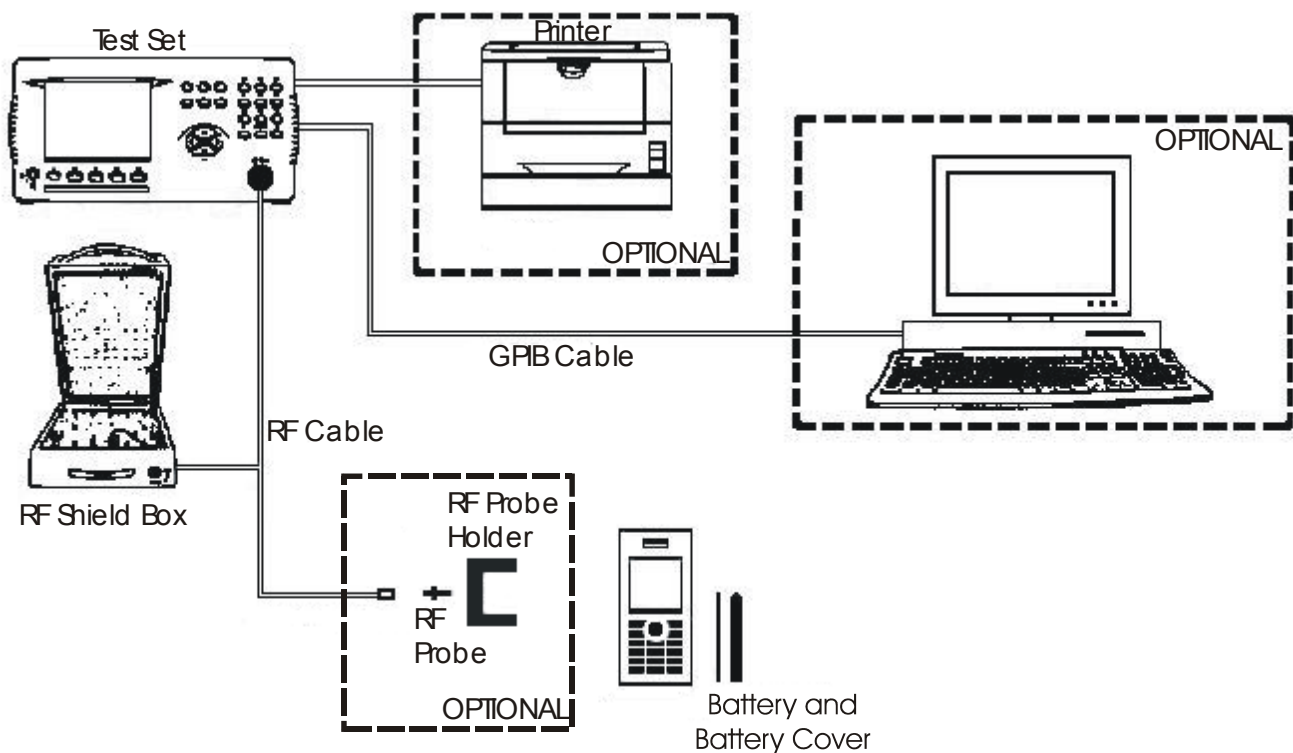 Test Set
Printer
OPTIONAL
OPTIONAL
GPIB Cable
RF Cable
RF Shield Box
RF Probe
Holder
RF
Probe
OPTIONAL
Battery and
Battery Cover